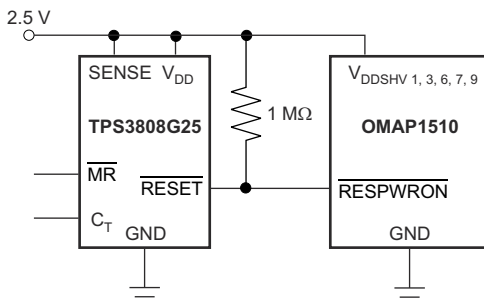 2.5 V
SENSE V_DD
V_DDSHV 1, 3, 6, 7, 9
TPS3808G25
1 MΩ
OMAP1510
MR
RESET
RESPWRON
C_T
GND
GND